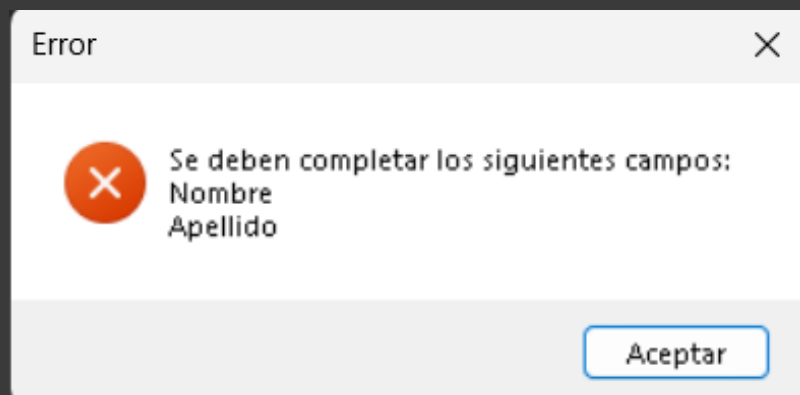 Error
Se deben completar los siguientes campos:
Nombre
Apellido
Aceptar